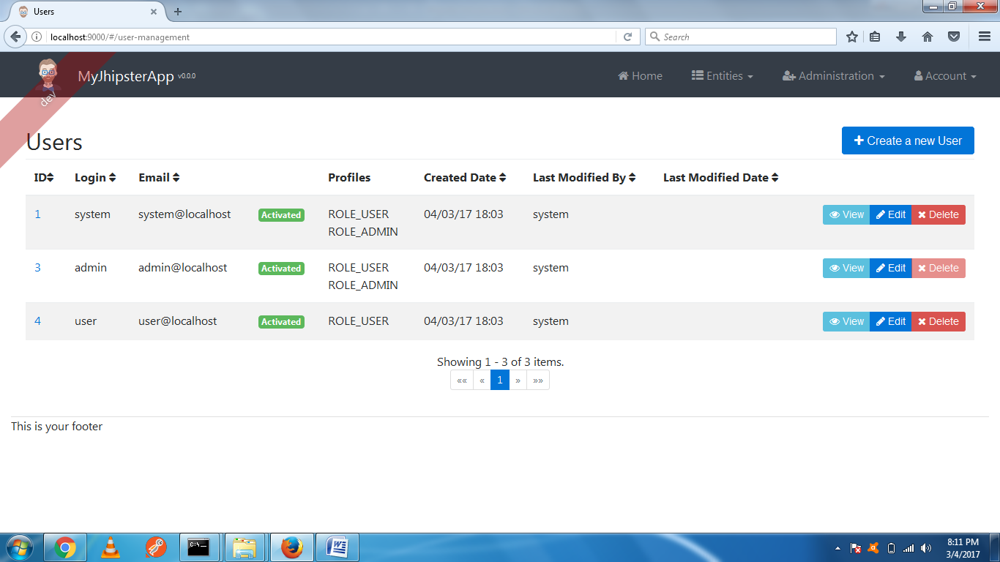 Users
localhost:9000/#/user-management
Search
dev
MyJhipsterApp v0.0.0
Home Entities Administration Account
Users
Create a new User
ID Login Email Profiles Created Date Last Modified By Last Modified Date
1 system system@localhost Activated ROLE_USER 04/03/17 18:03 system View Edit Delete
ROLE_ADMIN
3 admin admin@localhost Activated ROLE_USER 04/03/17 18:03 system View Edit Delete
ROLE_ADMIN
4 user user@localhost Activated ROLE_USER 04/03/17 18:03 system View Edit Delete
Showing 1 - 3 of 3 items.
«« « 1 » »»
This is your footer
C:\.
8:11 PM
3/4/2017